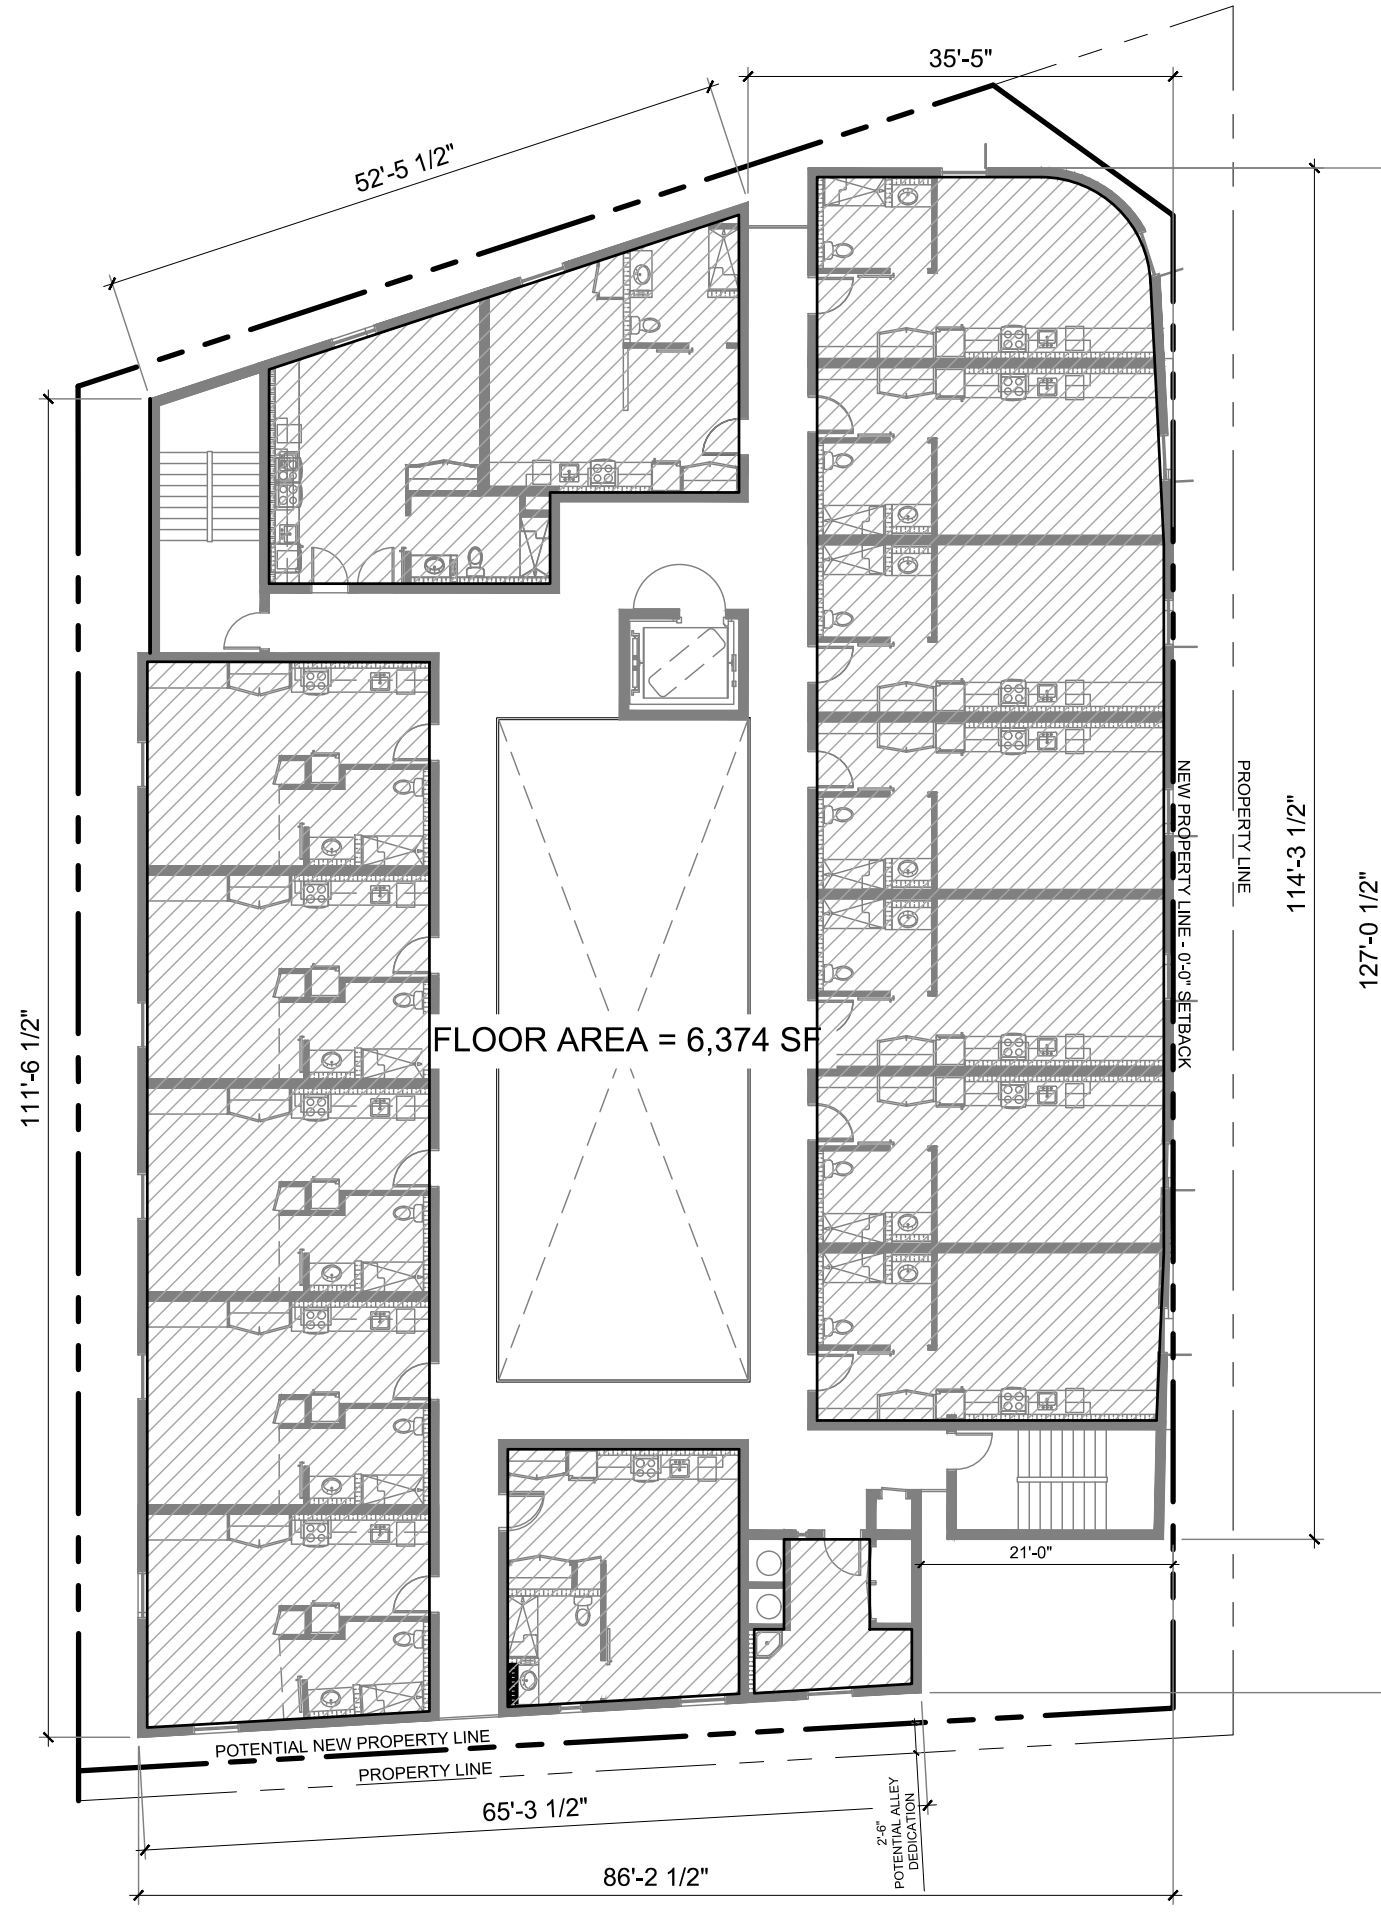 35'-5"
52'-5 1/2"
PROPERTY LINE
NEW PROPERTY LINE - 0'-0" SETBACK
114'-3 1/2"
127'-0 1/2"
111'-6 1/2"
FLOOR AREA = 6,374 SF
21'-0"
POTENTIAL NEW PROPERTY LINE
PROPERTY LINE
65'-3 1/2"
2'-6"
POTENTIAL ALLEY
DEDICATION
86'-2 1/2"